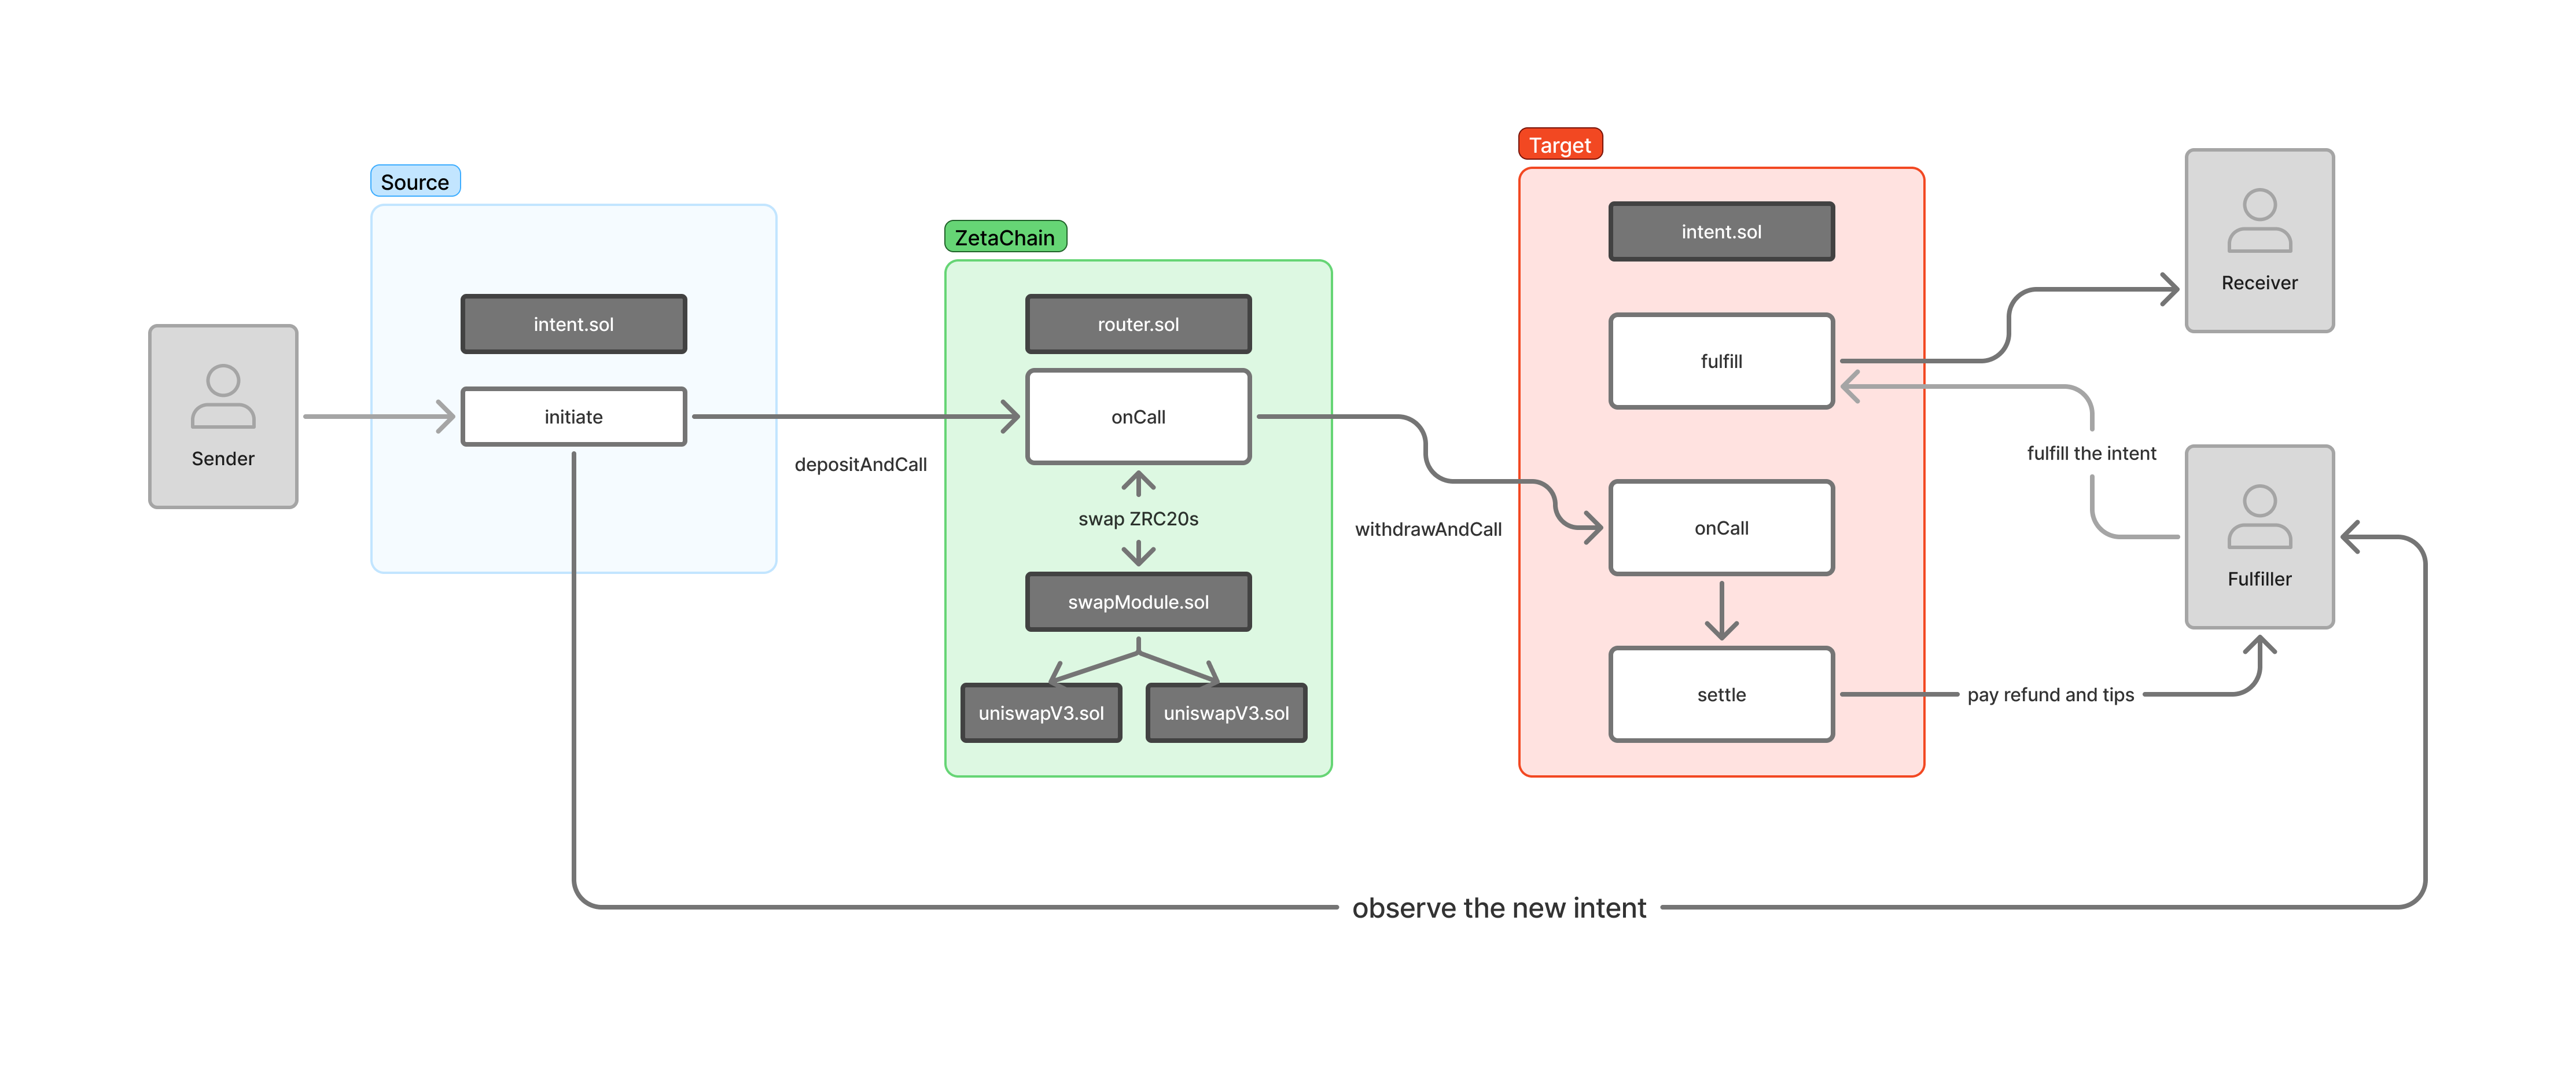 Source
intent.sol
initiate
Sender
depositAndCall
ZetaChain
router.sol
onCall
swap ZRC20s
swapModule.sol
uniswapV3.sol
uniswapV3.sol
withdrawAndCall
Target
intent.sol
fulfill
onCall
settle
Receiver
fulfill the intent
Fulfiller
pay refund and tips
observe the new intent